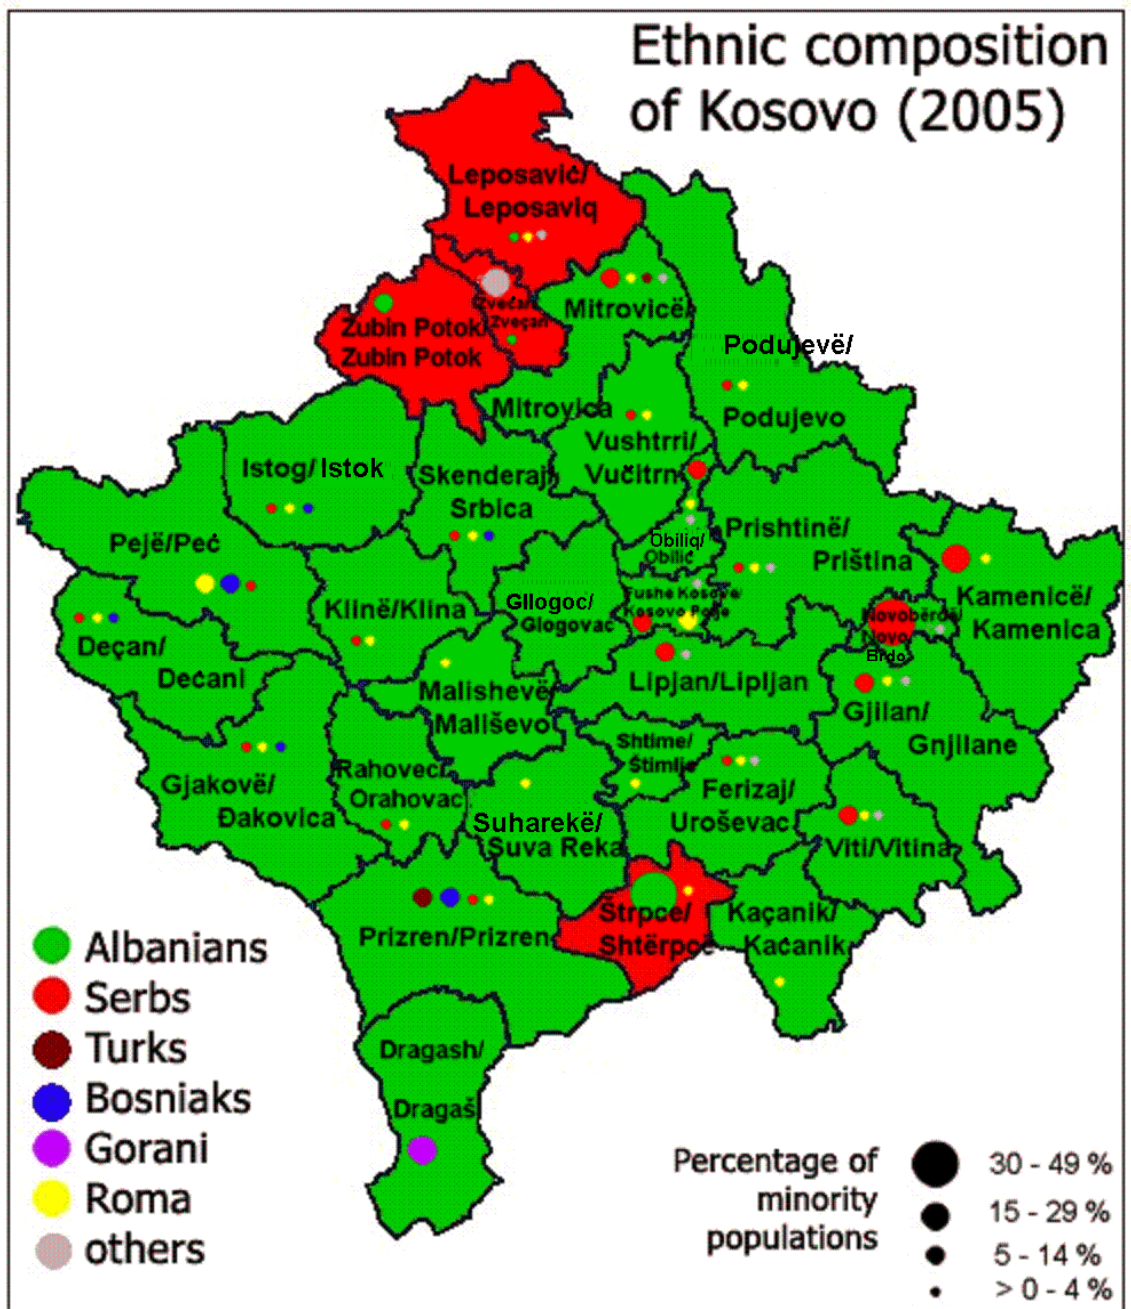 Ethnic composition
of Kosovo (2005)
Leposavić/
Leposaviq
Zvečan/
Zveçan
Mitrovicë/
Zubin Potok/
Zubin Potok
Podujevë/
Podujevo
Mitrovica
Vushtrri/
Vučitrn
Istog/Istok
Skenderaj/
Srbica
Prishtinë/
Priština
Obiliq/
Obilić
Pejë/Peć
Fushë Kosovë/
Kosovo Polje
Kamenicë/
Kamenica
Novobërdë/
Novo
Brdo
Klinë/Klina
Gllogoc/
Glogovac
Deçan/
Dečani
Malishevë/
Mališevo
Lipjan/Lipljan
Gjilan/
Gnjilane
Shtime/
Štimlje
Gjakovë/
Đakovica
Rahovec/
Orahovac
Ferizaj/
Uroševac
Suharekë/
Suva Reka
Viti/Vitina
Štrpce/
Shtërpcë
Kaçanik/
Kačanik
Prizren/Prizren
Dragash/
Dragaš
Albanians
Serbs
Turks
Bosniaks
Gorani
Roma
others
Percentage of
minority
populations
30 - 49 %
15 - 29 %
5 - 14 %
> 0 - 4 %